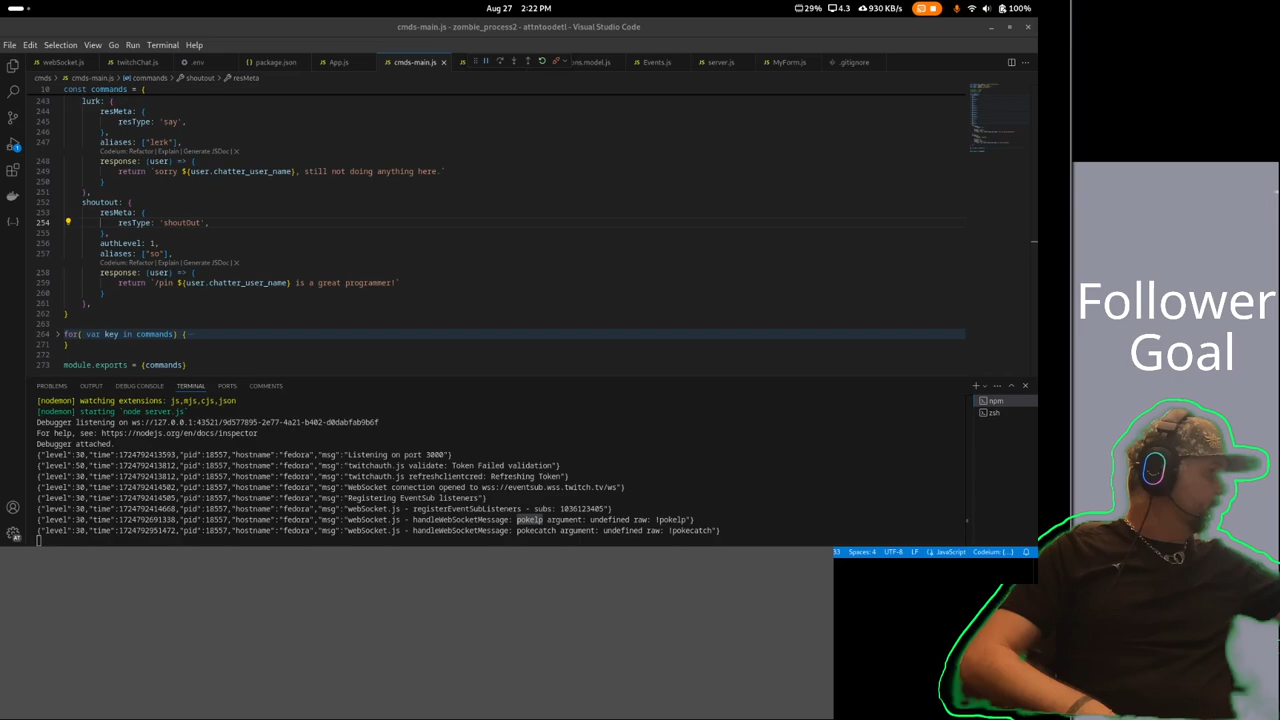 Aug 27 2:22 PM
29% 4.3 930 KB/s 100%
cmds-main.js - zombie_process2 - attntoodetl - Visual Studio Code
File Edit Selection View Go Run Terminal Help
webSocket.js twitchChat.js .env package.json App.js cmds-main.js ns.model.js Events.js server.js MyForm.js .gitignore
cmds > cmds-main.js > commands > shoutout > resMeta
10 const commands = {
243 lurk: {
244 resMeta: {
245 resType: 'say',
246 },
247 aliases: ["lerk"],
Codeium: Refactor | Explain | Generate JSDoc | X
248 response: (user) => {
249 return `sorry ${user.chatter_user_name}, still not doing anything here.`
250 }
251 },
252 shoutout: {
253 resMeta: {
254 resType: 'shoutOut',
255 },
256 authLevel: 1,
257 aliases: ["so"],
Codeium: Refactor | Explain | Generate JSDoc | X
258 response: (user) => {
259 return `/pin ${user.chatter_user_name} is a great programmer!`
260 }
261 },
262 }
263
264 for( var key in commands) {
271 }
272
273 module.exports = {commands}
PROBLEMS OUTPUT DEBUG CONSOLE TERMINAL PORTS COMMENTS
[nodemon] watching extensions: js,mjs,cjs,json
[nodemon] starting `node server.js`
Debugger listening on ws://127.0.0.1:43521/9d577895-2e77-4a21-b402-d0dabfab9b6f
For help, see: https://nodejs.org/en/docs/inspector
Debugger attached.
{"level":30,"time":1724792413593,"pid":18557,"hostname":"fedora","msg":"Listening on port 3000"}
{"level":50,"time":1724792413812,"pid":18557,"hostname":"fedora","msg":"twitchauth validate: Token Failed validation"}
{"level":30,"time":1724792413812,"pid":18557,"hostname":"fedora","msg":"twitchauth refreshclientcred: Refreshing Token"}
{"level":30,"time":1724792414502,"pid":18557,"hostname":"fedora","msg":"WebSocket connection opened to wss://eventsub.wss.twitch.tv/ws"}
{"level":30,"time":1724792414505,"pid":18557,"hostname":"fedora","msg":"Registering EventSub listeners"}
{"level":30,"time":1724792414668,"pid":18557,"hostname":"fedora","msg":"webSocket.js - registerEventSubListeners - subs: 1036123405"}
{"level":30,"time":1724792691338,"pid":18557,"hostname":"fedora","msg":"webSocket.js - handleWebSocketMessage: pokelp argument: undefined raw: !pokelp"}
{"level":30,"time":1724792951472,"pid":18557,"hostname":"fedora","msg":"webSocket.js - handleWebSocketMessage: pokecatch argument: undefined raw: !pokecatch"}
npm
zsh
33 Spaces: 4 UTF-8 LF JavaScript Codeium: {...}
Follower
Goal